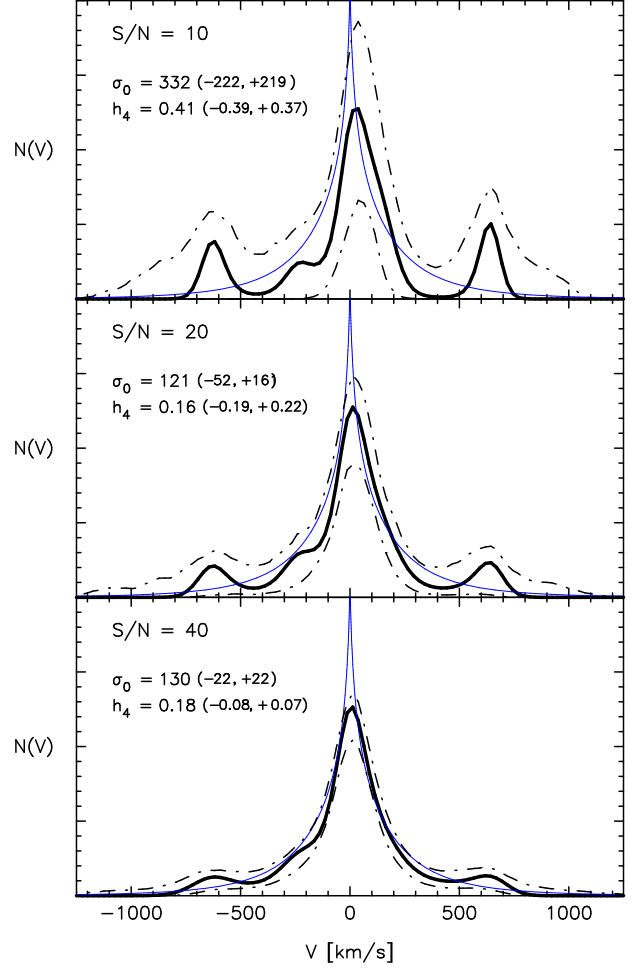 S/N = 10
σ₀ = 332 (−222, +219)
h₄ = 0.41 (−0.39, +0.37)
N(V)
S/N = 20
σ₀ = 121 (−52, +16)
h₄ = 0.16 (−0.19, +0.22)
N(V)
S/N = 40
σ₀ = 130 (−22, +22)
h₄ = 0.18 (−0.08, +0.07)
N(V)
−1000 −500 0 500 1000
V [km/s]